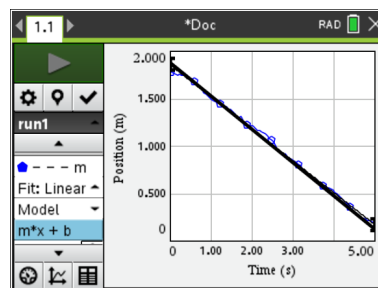 1.1
*Doc
RAD
run1
- - - m
Fit: Linear
Model
m*x + b
Position (m)
2.000
1.500
1.000
0.500
0
0 1.00 2.00 3.00 5.00
Time (s)